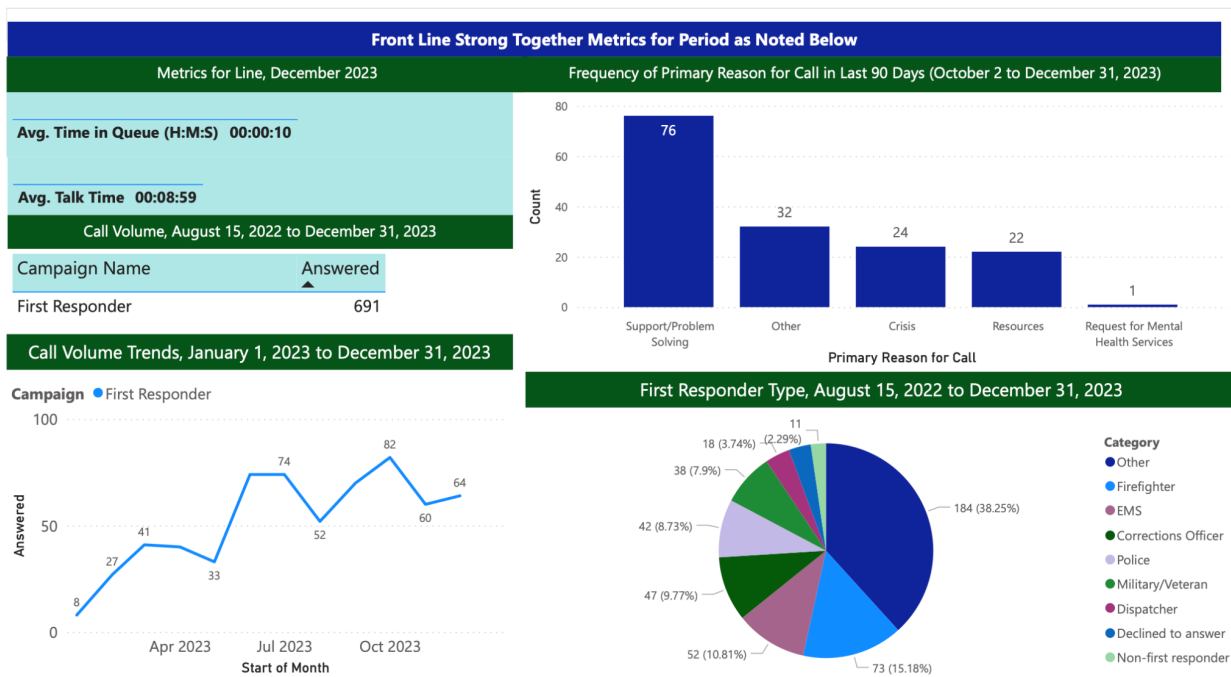 Front Line Strong Together Metrics for Period as Noted Below
Metrics for Line, December 2023
Avg. Time in Queue (H:M:S) 00:00:10
Avg. Talk Time 00:08:59
Call Volume, August 15, 2022 to December 31, 2023
Campaign Name Answered
First Responder 691
Call Volume Trends, January 1, 2023 to December 31, 2023
Campaign First Responder
100
50
0
Answered
8
27
41
33
74
52
82
60
64
Apr 2023 Jul 2023 Oct 2023
Start of Month
Frequency of Primary Reason for Call in Last 90 Days (October 2 to December 31, 2023)
80
60
40
20
0
Count
76
32
24
22
1
Support/Problem
Solving
Other
Crisis
Resources
Request for Mental
Health Services
Primary Reason for Call
First Responder Type, August 15, 2022 to December 31, 2023
11
(2.29%)
18 (3.74%)
38 (7.9%)
42 (8.73%)
47 (9.77%)
52 (10.81%)
73 (15.18%)
184 (38.25%)
Category
Other
Firefighter
EMS
Corrections Officer
Police
Military/Veteran
Dispatcher
Declined to answer
Non-first responder